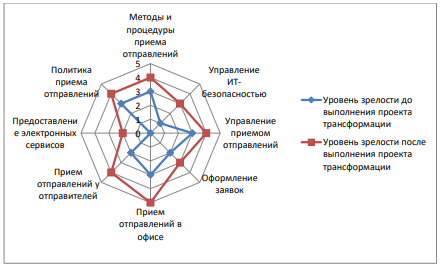 Методы и
процедуры
приема
отправлений
Управление
ИТ-
безопасностью
Управление
приемом
отправлений
Оформление
заявок
Прием
отправлений в
офисе
Прием
отправлений у
отправителей
Предоставлени
е электронных
сервисов
Политика
приема
отправлений
5
4
3
2
1
0
Уровень зрелости до
выполнения проекта
трансформации
Уровень зрелости после
выполнения проекта
трансформации